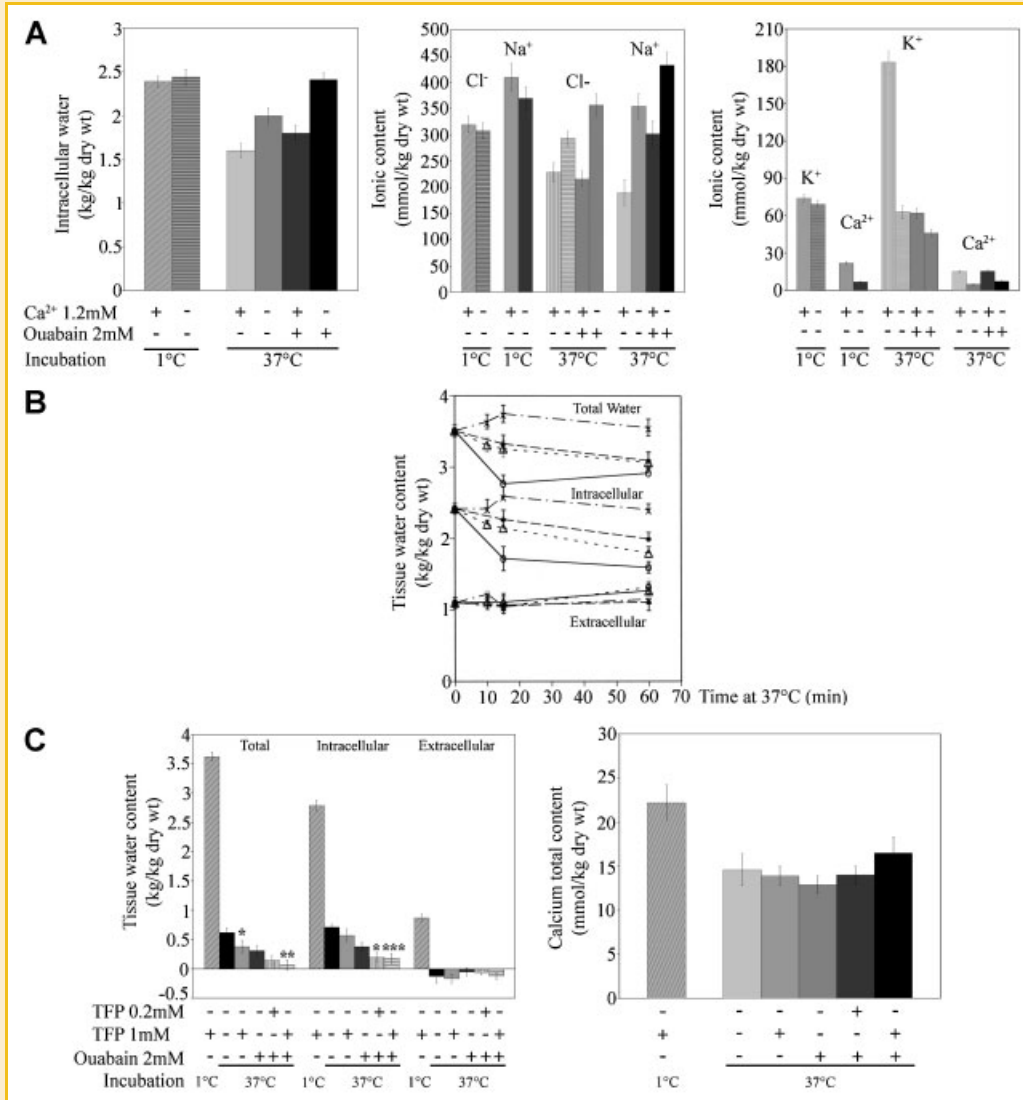 A
Intracellular water
(kg/kg dry wt)
3
2.5
2
1.5
1
0.5
0
Ca²⁺ 1.2mM + - + - + -
Ouabain 2mM - - - - + +
Incubation 1°C 37°C
Ionic content
(mmol/kg dry wt)
500
450
400
350
300
250
200
150
100
50
0
Cl⁻ Na⁺ Cl- Na⁺
+ - + - + - + - + - + -
- - - - - - + + - - + +
1°C 1°C 37°C 37°C
Ionic content
(mmol/kg dry wt)
210
180
150
120
90
60
30
0
K⁺ Ca²⁺ K⁺ Ca²⁺
+ - + - + - + - + - + -
- - - - - - + + - - + +
1°C 1°C 37°C 37°C
B
Tissue water content
(kg/kg dry wt)
4
3
2
1
0
Total Water
Intracellular
Extracellular
0 10 20 30 40 50 60 70 Time at 37°C (min)
C
Tissue water content
(kg/kg dry wt)
4
3.5
3
2.5
2
1.5
1
0.5
0
-0.5
Total Intracellular Extracellular
* ** * ***
TFP 0.2mM - - - - + - - - - - + - - - - - + -
TFP 1mM + - + - - + + - + - - + + - + - - +
Ouabain 2mM - - - + + + - - - + + + - - - + + +
Incubation 1°C 37°C 1°C 37°C 1°C 37°C
Calcium total content
(mmol/kg dry wt)
30
25
20
15
10
5
0
- - - - + -
+ - + - - +
- - - + + +
1°C 37°C